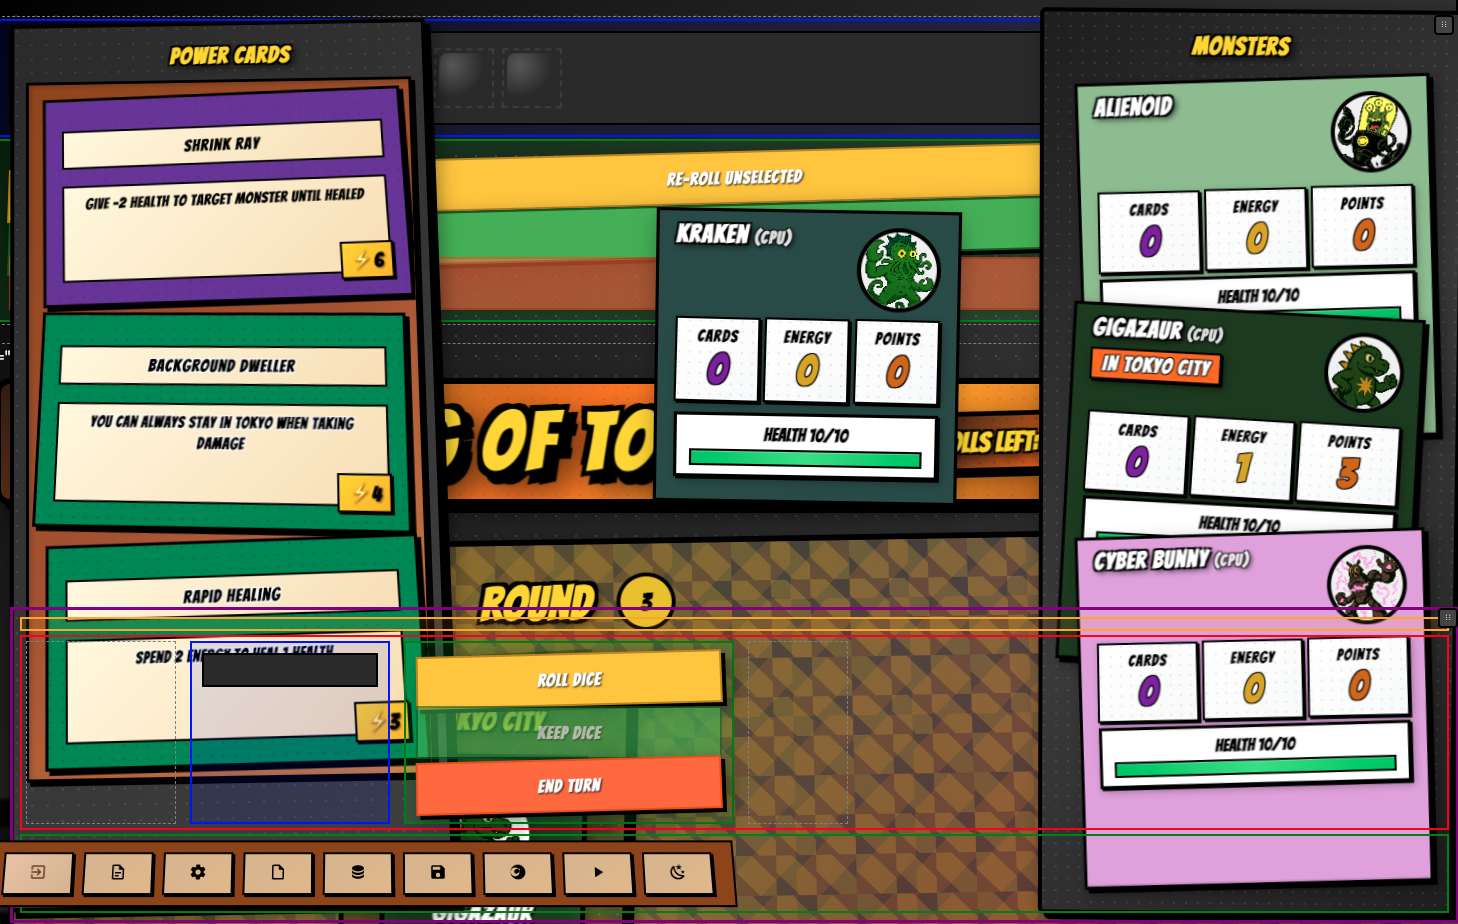 POWER CARDS
SHRINK RAY
GIVE -2 HEALTH TO TARGET MONSTER UNTIL HEALED
6
BACKGROUND DWELLER
YOU CAN ALWAYS STAY IN TOKYO WHEN TAKING
DAMAGE
4
RAPID HEALING
SPEND 2 ENERGY TO HEAL 1 HEALTH
3
RE-ROLL UNSELECTED
KRAKEN (CPU)
CARDS ENERGY POINTS
0 0 0
HEALTH 10/10
G OF TO
OLLS LEFT:
ROUND 3
ROLL DICE
KYO CITY
KEEP DICE
END TURN
GIGAZAUR
MONSTERS
ALIENOID
CARDS ENERGY POINTS
0 0 0
HEALTH 10/10
GIGAZAUR (CPU)
IN TOKYO CITY
CARDS ENERGY POINTS
0 1 3
HEALTH 10/10
CYBER BUNNY (CPU)
CARDS ENERGY POINTS
0 0 0
HEALTH 10/10